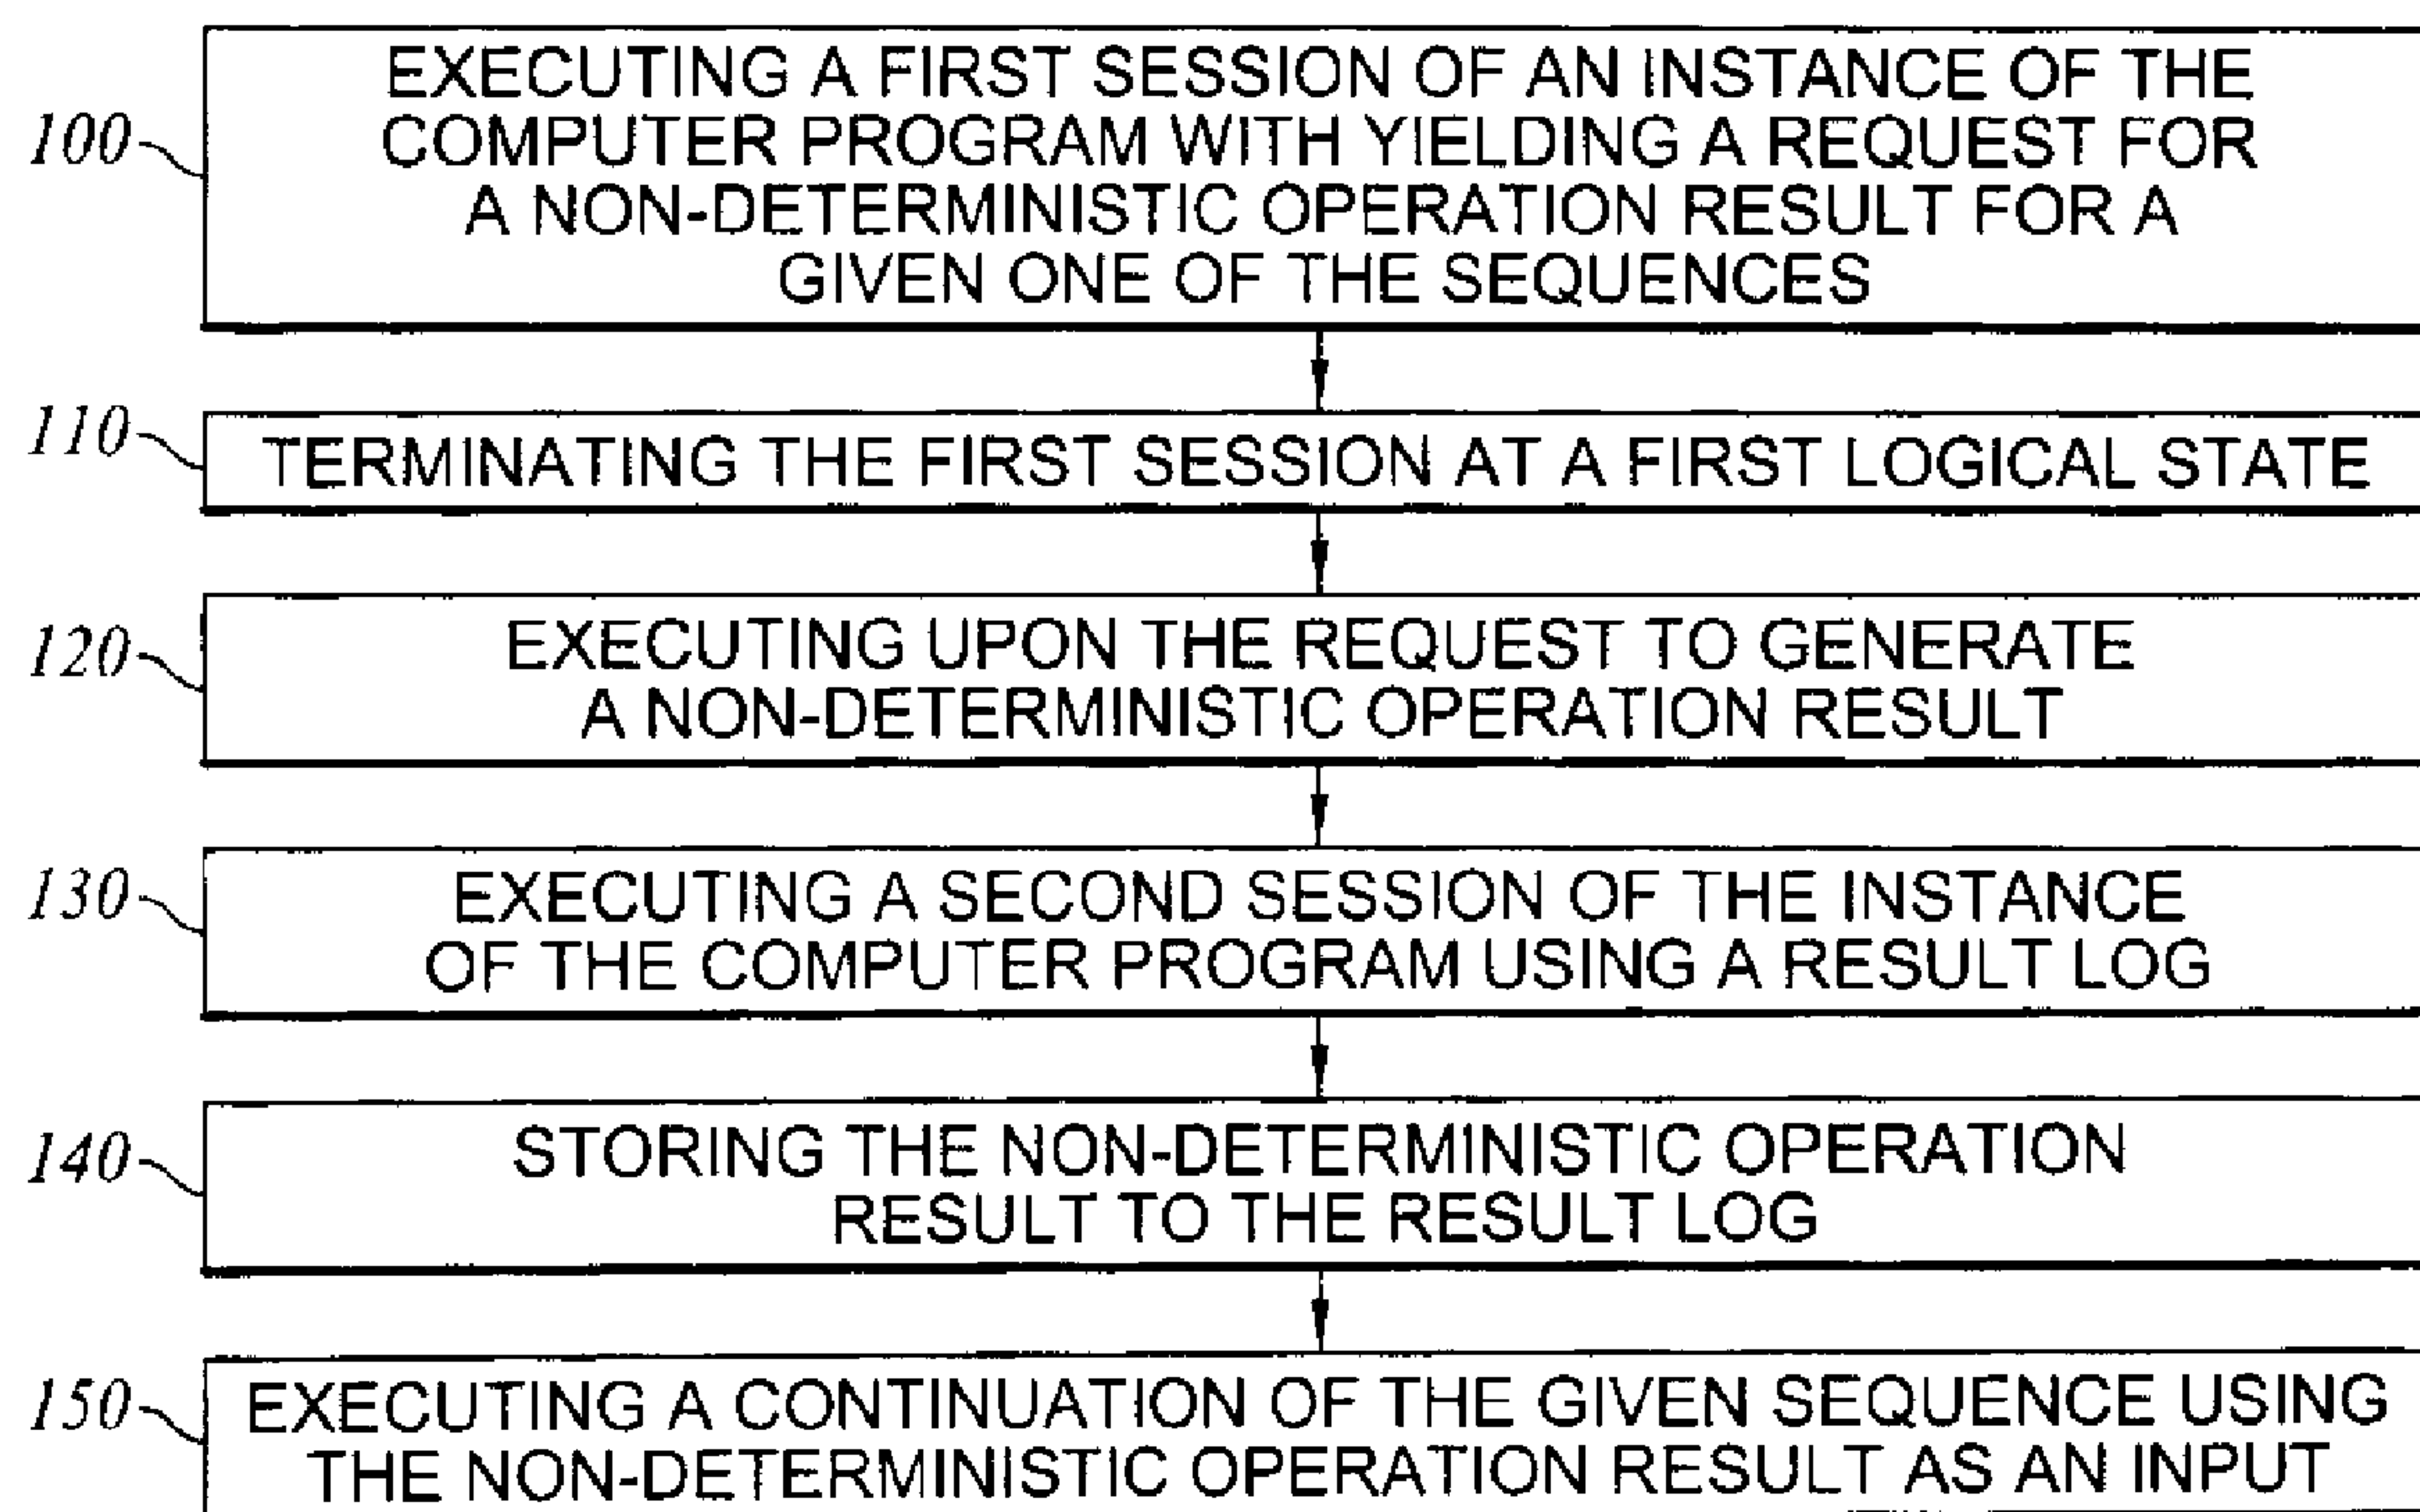 100
EXECUTING A FIRST SESSION OF AN INSTANCE OF THE
COMPUTER PROGRAM WITH YIELDING A REQUEST FOR
A NON-DETERMINISTIC OPERATION RESULT FOR A
GIVEN ONE OF THE SEQUENCES
110
TERMINATING THE FIRST SESSION AT A FIRST LOGICAL STATE
120
EXECUTING UPON THE REQUEST TO GENERATE
A NON-DETERMINISTIC OPERATION RESULT
130
EXECUTING A SECOND SESSION OF THE INSTANCE
OF THE COMPUTER PROGRAM USING A RESULT LOG
140
STORING THE NON-DETERMINISTIC OPERATION
RESULT TO THE RESULT LOG
150
EXECUTING A CONTINUATION OF THE GIVEN SEQUENCE USING
THE NON-DETERMINISTIC OPERATION RESULT AS AN INPUT